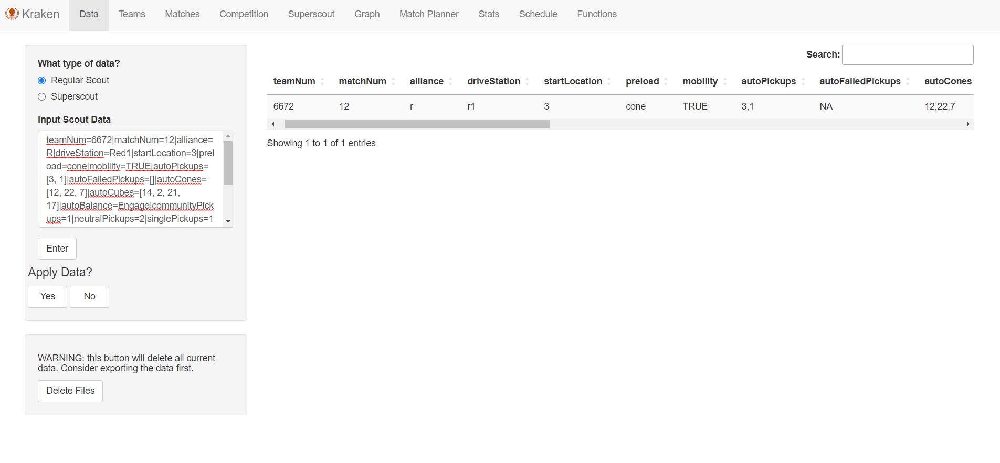 Kraken Data Teams Matches Competition Superscout Graph Match Planner Stats Schedule Functions
What type of data?
Regular Scout
Superscout
Input Scout Data
teamNum=6672|matchNum=12|alliance=
R|driveStation=Red1|startLocation=3|prel
oad=cone|mobility=TRUE|autoPickups=
[3, 1]|autoFailedPickups=[]|autoCones=
[12, 22, 7]|autoCubes=[14, 2, 21,
17]|autoBalance=Engage|communityPick
ups=1|neutralPickups=2|singlePickups=1
Enter
Apply Data?
Yes No
WARNING: this button will delete all current
data. Consider exporting the data first.
Delete Files
Search:
teamNum matchNum alliance driveStation startLocation preload mobility autoPickups autoFailedPickups autoCones
6672 12 r r1 3 cone TRUE 3,1 NA 12,22,7
Showing 1 to 1 of 1 entries